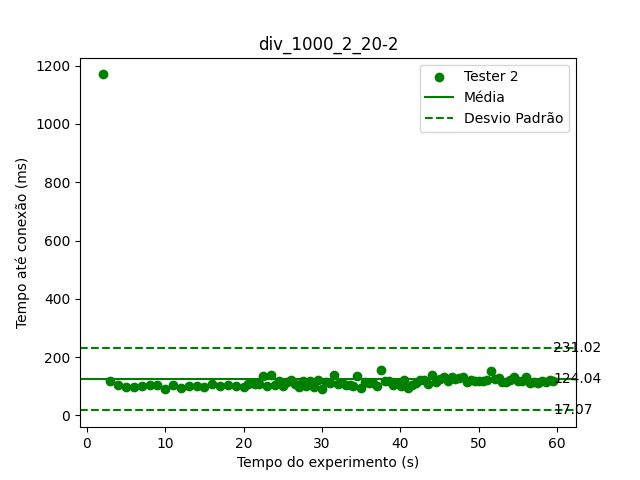 div_1000_2_20-2
Tester 2
Média
Desvio Padrão
Tempo até conexão (ms)
1200
1000
800
600
400
200
0
231.02
124.04
17.07
0 10 20 30 40 50 60
Tempo do experimento (s)